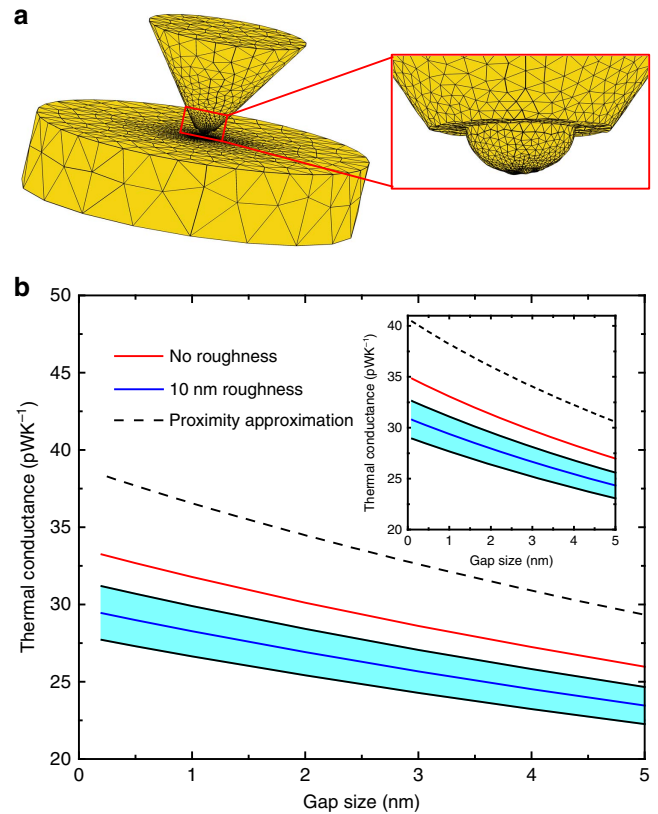 a
b
50
45
40
35
30
25
20
0
1
2
3
4
5
Thermal conductance (pWK⁻¹)
Gap size (nm)
No roughness
10 nm roughness
Proximity approximation
40
35
30
25
20
0
1
2
3
4
5
Thermal conductance (pWK⁻¹)
Gap size (nm)